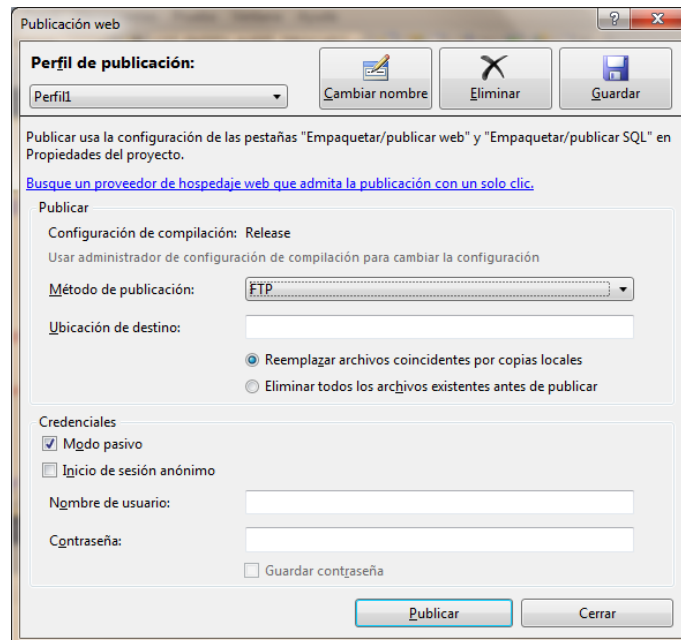 Publicación web
Perfil de publicación:
Perfil1
Cambiar nombre
Eliminar
Guardar
Publicar usa la configuración de las pestañas "Empaquetar/publicar web" y "Empaquetar/publicar SQL" en
Propiedades del proyecto.
Busque un proveedor de hospedaje web que admita la publicación con un solo clic.
Publicar
Configuración de compilación: Release
Usar administrador de configuración de compilación para cambiar la configuración
Método de publicación: FTP
Ubicación de destino:
Reemplazar archivos coincidentes por copias locales
Eliminar todos los archivos existentes antes de publicar
Credenciales
Modo pasivo
Inicio de sesión anónimo
Nombre de usuario:
Contraseña:
Guardar contraseña
Publicar
Cerrar